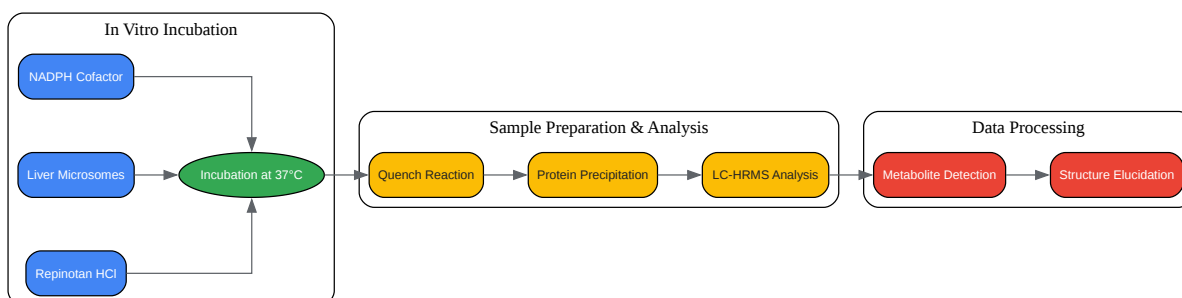 In Vitro Incubation
NADPH Cofactor
Liver Microsomes
Repinotan HCl
Incubation at 37°C
Sample Preparation & Analysis
Quench Reaction
Protein Precipitation
LC-HRMS Analysis
Data Processing
Metabolite Detection
Structure Elucidation